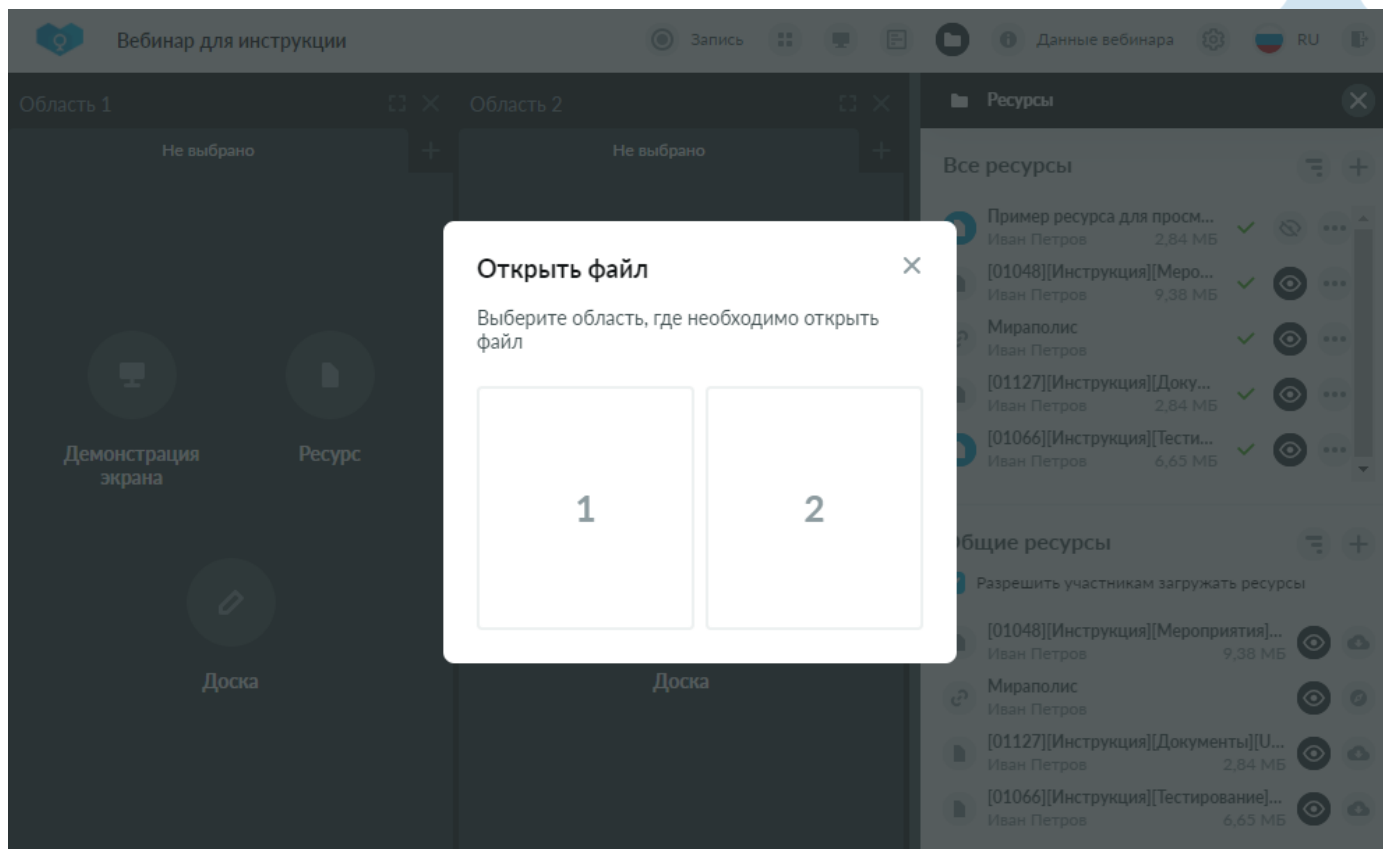 Вебинар для инструкции
Запись
Данные вебинара
RU
Область 1
Область 2
Ресурсы
Не выбрано
Не выбрано
Все ресурсы
Пример ресурса для просм...
Иван Петров 2,84 МБ
[01048][Инструкция][Меро...
Иван Петров 9,38 МБ
Мираполис
Иван Петров
[01127][Инструкция][Доку...
Иван Петров 2,84 МБ
[01066][Инструкция][Тести...
Иван Петров 6,65 МБ
Открыть файл
Выберите область, где необходимо открыть
файл
1
2
Демонстрация
экрана
Ресурс
Доска
Доска
бщие ресурсы
Разрешить участникам загружать ресурсы
[01048][Инструкция][Мероприятия]...
Иван Петров 9,38 МБ
Мираполис
Иван Петров
[01127][Инструкция][Документы][U...
Иван Петров 2,84 МБ
[01066][Инструкция][Тестирование]...
Иван Петров 6,65 МБ